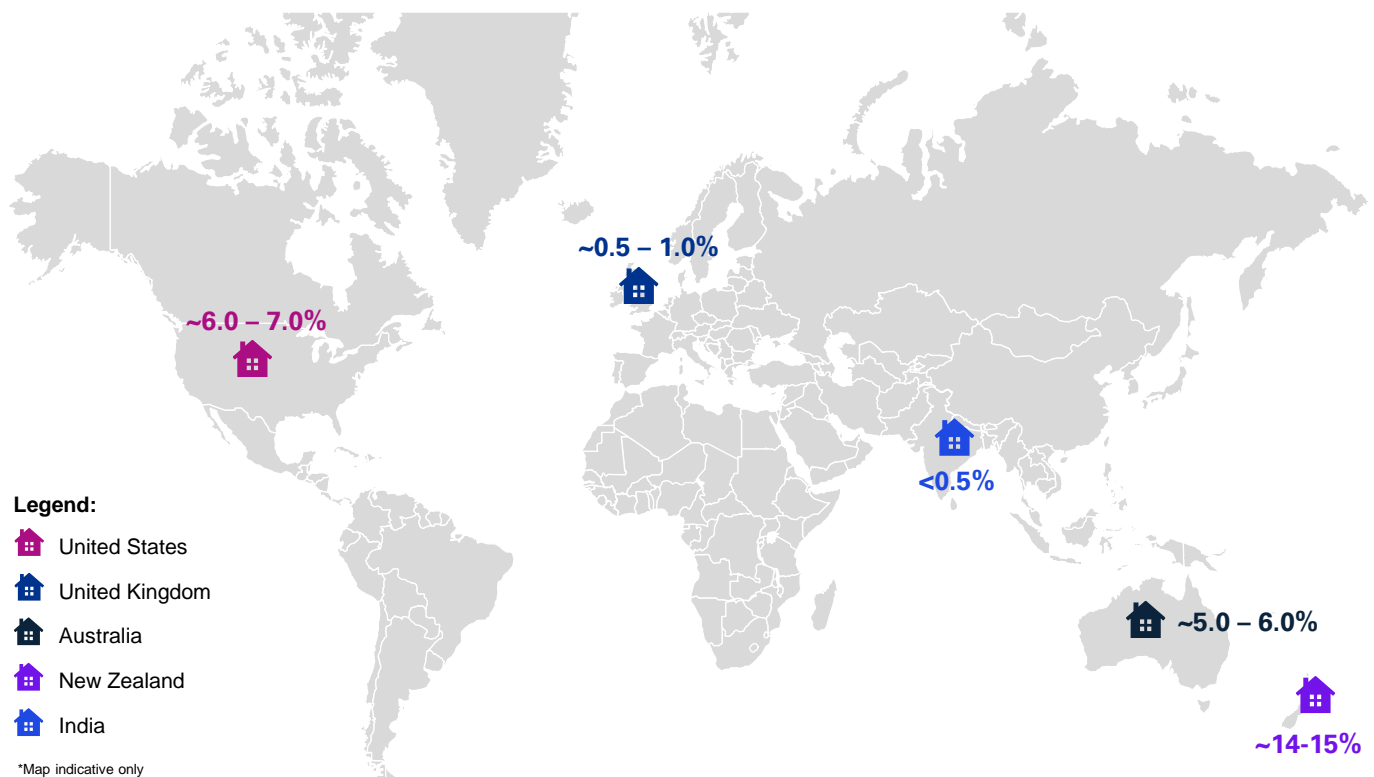 ~0.5 – 1.0%
~6.0 – 7.0%
<0.5%
Legend:
United States
United Kingdom
Australia
New Zealand
India
~5.0 – 6.0%
~14-15%
*Map indicative only